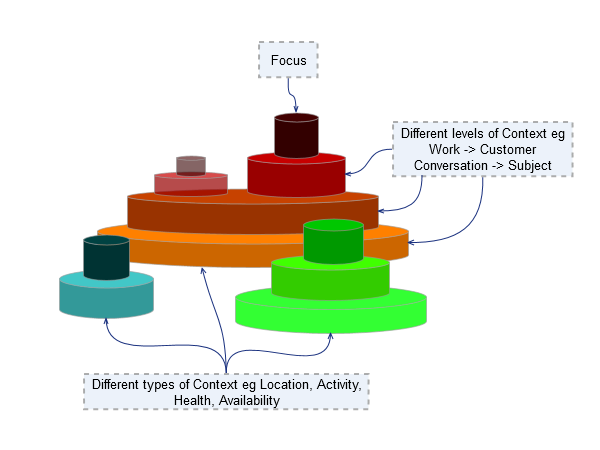 Focus
Different levels of Context eg
Work -> Customer
Conversation -> Subject
Different types of Context eg Location, Activity,
Health, Availability